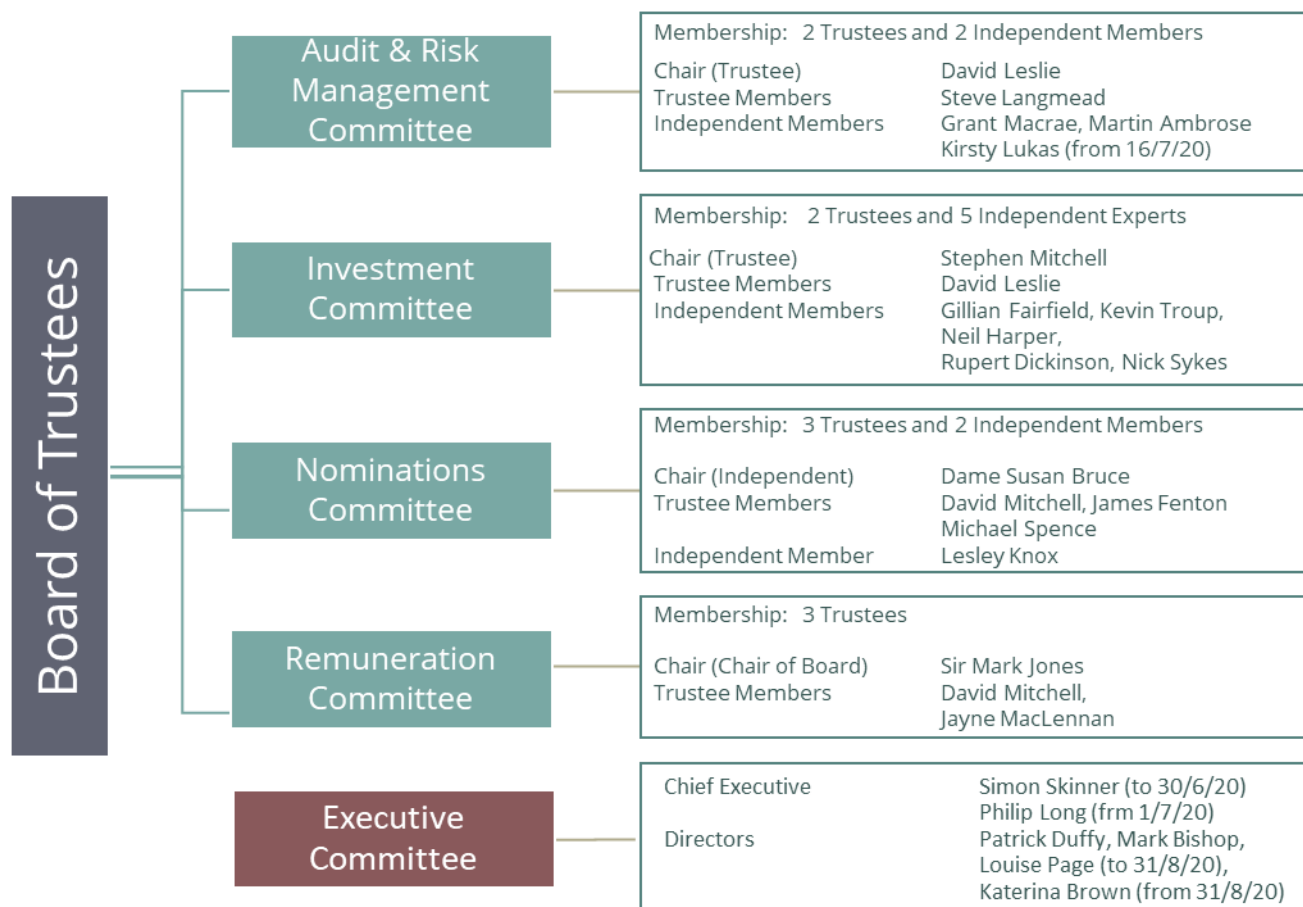 Board of Trustees
Audit & Risk
Management
Committee
Membership: 2 Trustees and 2 Independent Members
Chair (Trustee) David Leslie
Trustee Members Steve Langmead
Independent Members Grant Macrae, Martin Ambrose
Kirsty Lukas (from 16/7/20)
Investment
Committee
Membership: 2 Trustees and 5 Independent Experts
Chair (Trustee) Stephen Mitchell
Trustee Members David Leslie
Independent Members Gillian Fairfield, Kevin Troup,
Neil Harper,
Rupert Dickinson, Nick Sykes
Nominations
Committee
Membership: 3 Trustees and 2 Independent Members
Chair (Independent) Dame Susan Bruce
Trustee Members David Mitchell, James Fenton
Michael Spence
Independent Member Lesley Knox
Remuneration
Committee
Membership: 3 Trustees
Chair (Chair of Board) Sir Mark Jones
Trustee Members David Mitchell,
Jayne MacLennan
Executive
Committee
Chief Executive Simon Skinner (to 30/6/20)
Philip Long (frm 1/7/20)
Directors Patrick Duffy, Mark Bishop,
Louise Page (to 31/8/20),
Katerina Brown (from 31/8/20)